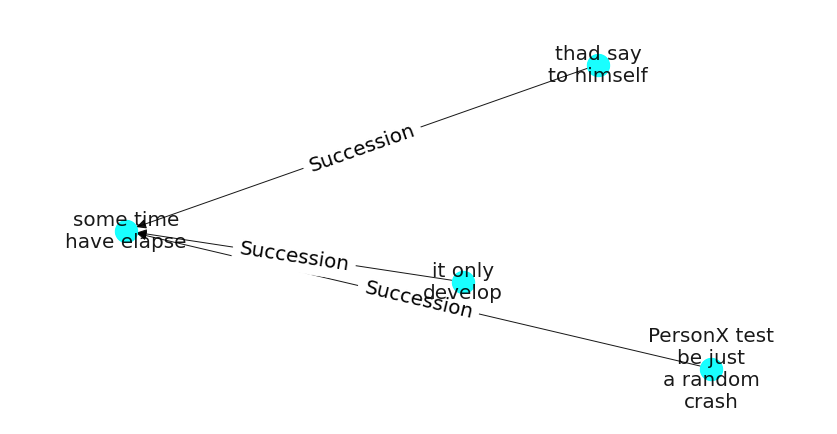 thad say
to himself
Succession
some time
have elapse
Succession
it only
develop
Succession
PersonX test
be just
a random
crash